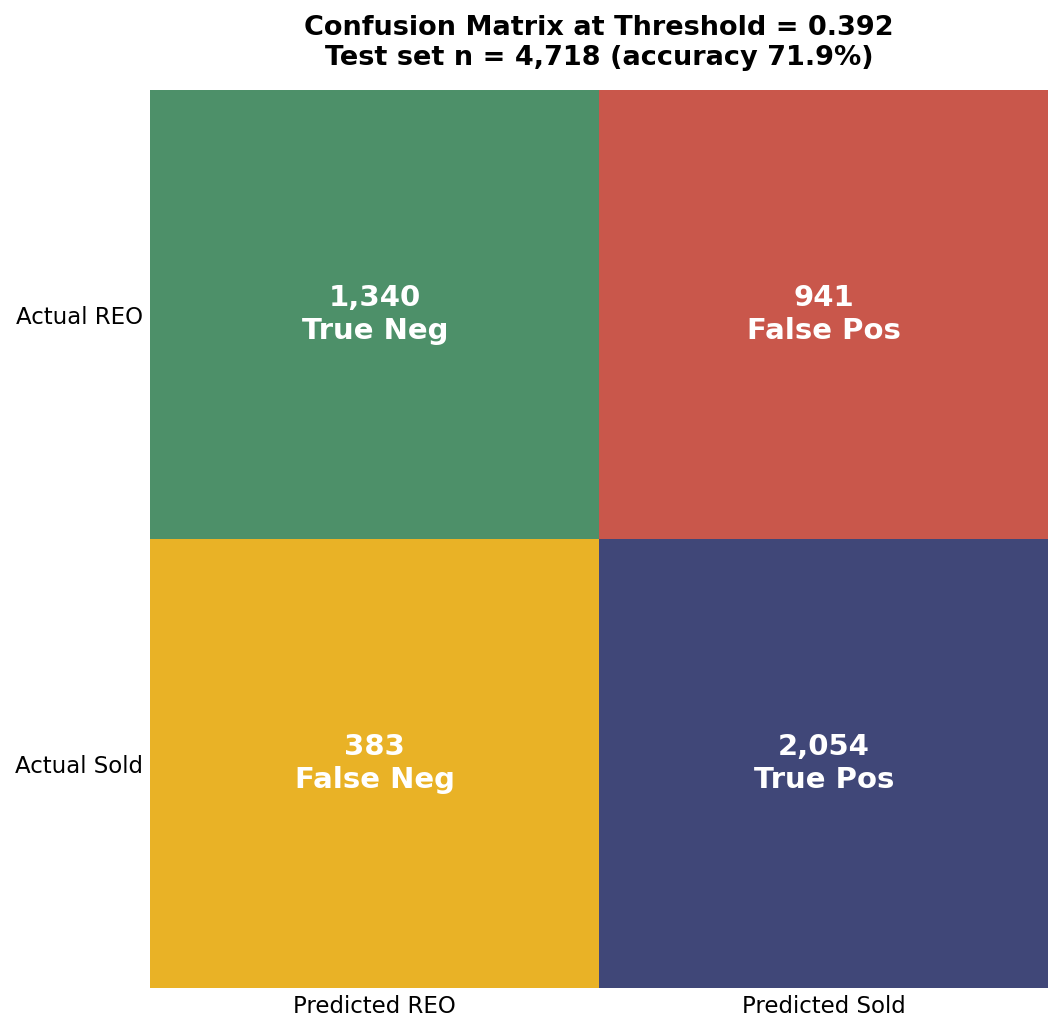 Confusion Matrix at Threshold = 0.392
Test set n = 4,718 (accuracy 71.9%)
Actual REO
1,340
True Neg
941
False Pos
Actual Sold
383
False Neg
2,054
True Pos
Predicted REO
Predicted Sold